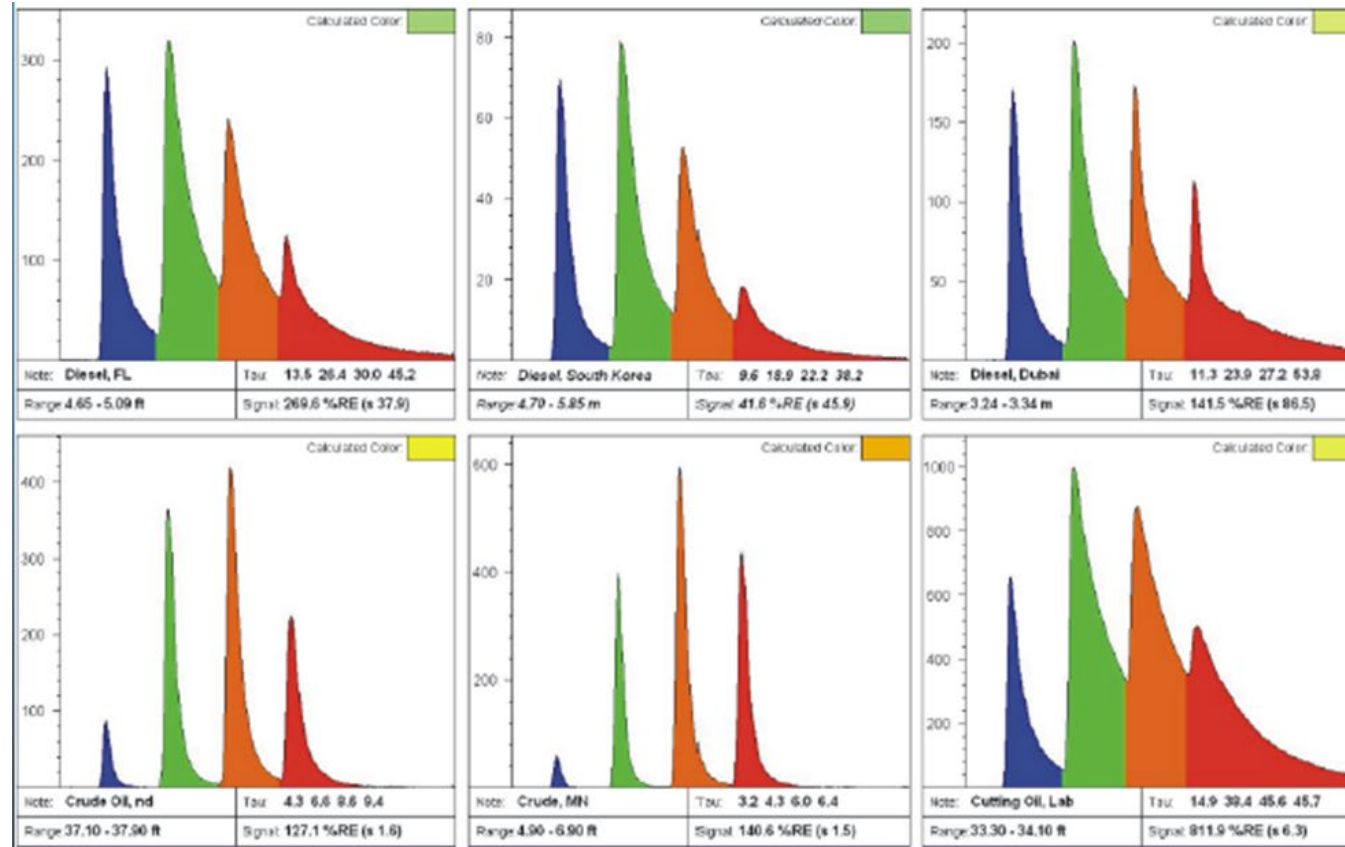 Calculated Color:
300
200
100
Note: Diesel, FL Tau: 13.5 26.4 30.0 45.2
Range: 4.65 - 5.09 ft Signal: 269.6 %RE (s 37.9)
Calculated Color:
80
60
40
20
Note: Diesel, South Korea Tau: 9.6 18.9 22.2 38.2
Range: 4.70 - 5.85 m Signal: 41.6 %RE (s 45.9)
Calculated Color:
200
150
100
50
Note: Diesel, Dubai Tau: 11.3 23.9 27.2 53.8
Range: 3.24 - 3.34 m Signal: 141.5 %RE (s 86.5)
Calculated Color:
400
300
200
100
Note: Crude Oil, nd Tau: 4.3 6.6 8.6 9.4
Range: 37.10 - 37.90 ft Signal: 127.1 %RE (s 1.6)
Calculated Color:
600
400
200
Note: Crude, MN Tau: 3.2 4.3 6.0 6.4
Range: 4.90 - 6.90 ft Signal: 140.6 %RE (s 1.5)
Calculated Color:
1000
800
600
400
200
Note: Cutting Oil, Lab Tau: 14.9 38.4 45.6 45.7
Range: 33.30 - 34.10 ft Signal: 811.9 %RE (s 6.3)